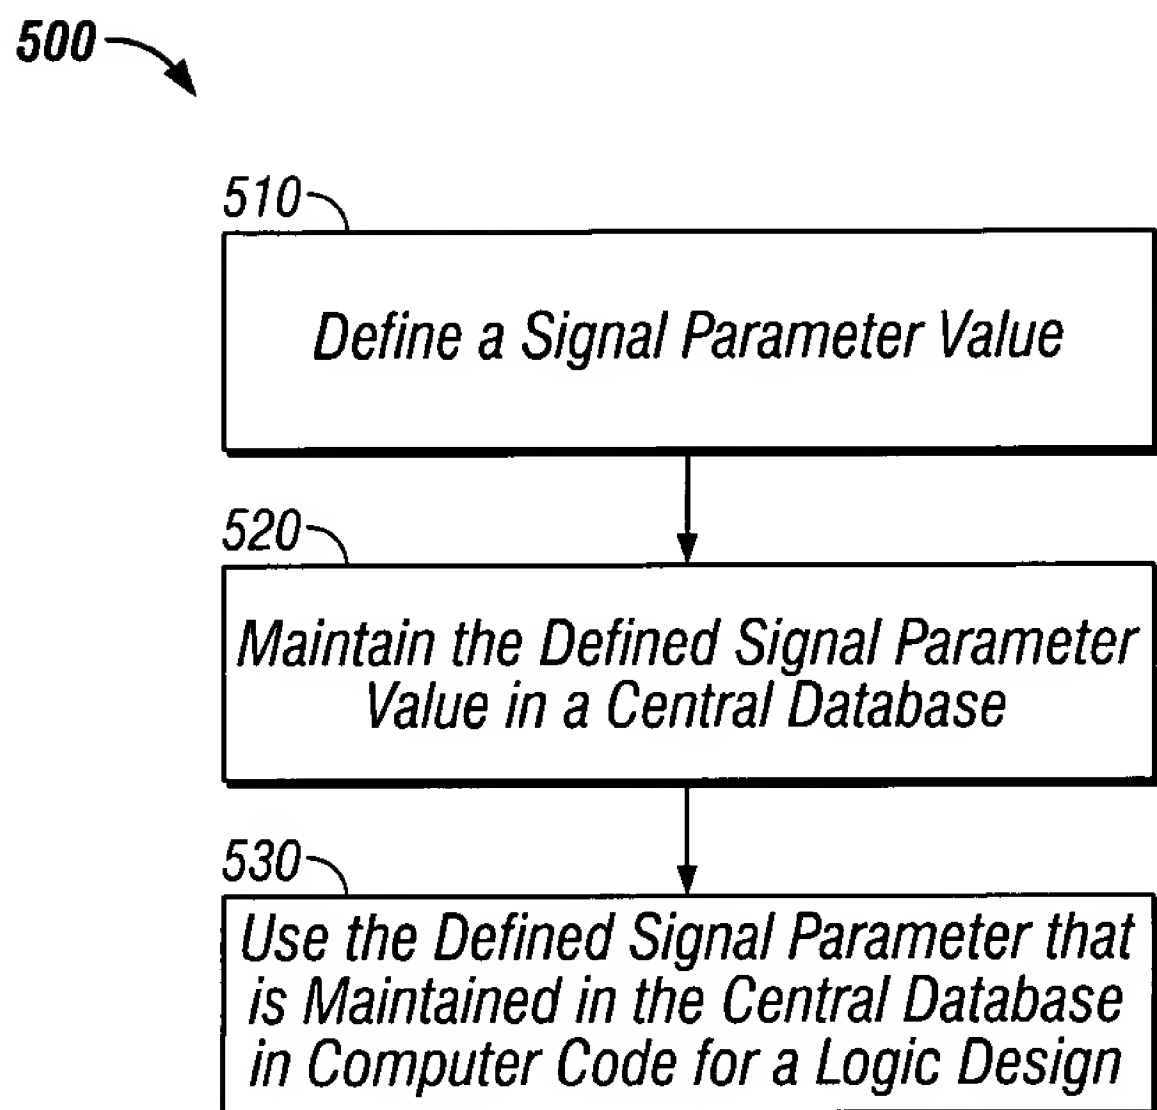 500
510
Define a Signal Parameter Value
520
Maintain the Defined Signal Parameter
Value in a Central Database
530
Use the Defined Signal Parameter that
is Maintained in the Central Database
in Computer Code for a Logic Design